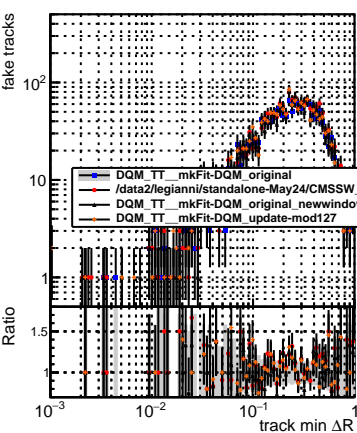 fake tracks
10²
10
1
DQM_TT__mkFit-DQM_original
/data2/legianni/standalone-May24/CMSSW_
DQM_TT__mkFit-DQM_original_newwindo
DQM_TT__mkFit-DQM_update-mod127
Ratio
1.5
1
10⁻³
10⁻²
10⁻¹
1
track min ΔR